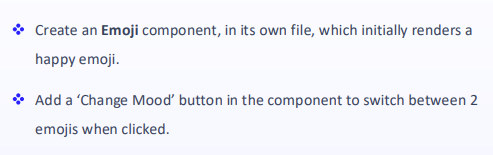 ❖ Create an Emoji component, in its own file, which initially renders a
happy emoji.
❖ Add a ‘Change Mood’ button in the component to switch between 2
emojis when clicked.